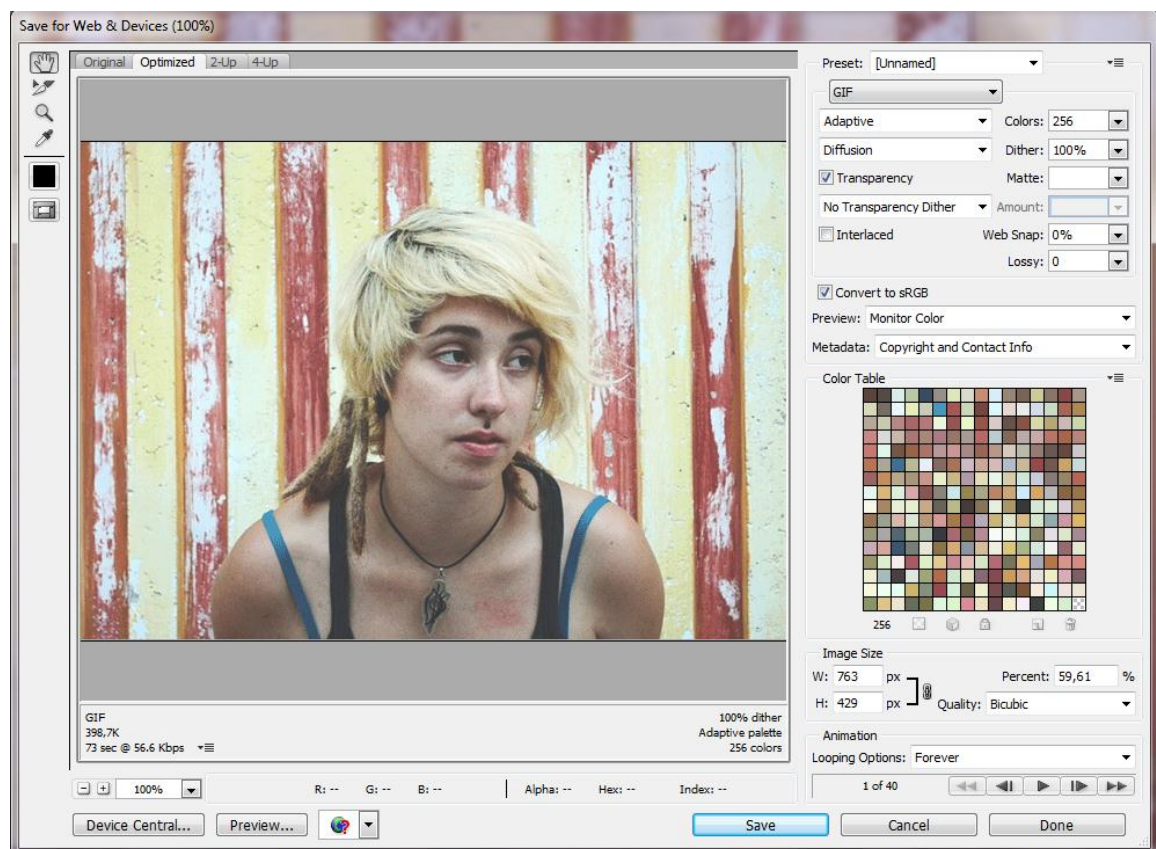 Save for Web & Devices (100%)
Original Optimized 2-Up 4-Up
Preset: [Unnamed]
GIF
Adaptive Colors: 256
Diffusion Dither: 100%
Transparency Matte:
No Transparency Dither Amount:
Interlaced Web Snap: 0%
Lossy: 0
Convert to sRGB
Preview: Monitor Color
Metadata: Copyright and Contact Info
Color Table
256
Image Size
W: 763 px Percent: 59,61 %
H: 429 px Quality: Bicubic
Animation
Looping Options: Forever
1 of 40
GIF 100% dither
398,7K Adaptive palette
73 sec @ 56.6 Kbps 256 colors
100% R: -- G: -- B: -- Alpha: -- Hex: -- Index: --
Device Central... Preview... Save Cancel Done